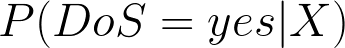 P(DoS = yes|X)